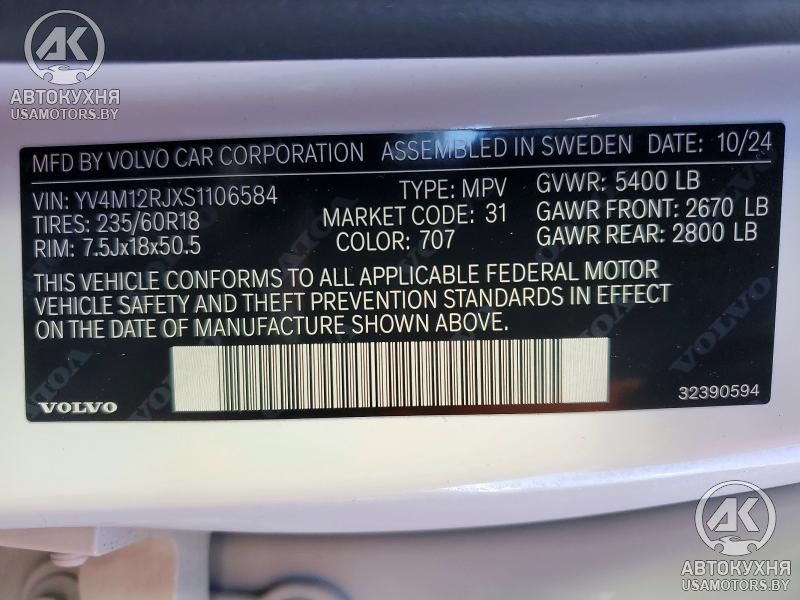 AK
АВТОКУХНЯ
USAMOTORS.BY
MFD BY VOLVO CAR CORPORATION ASSEMBLED IN SWEDEN DATE: 10/24
VIN: YV4M12RJXS1106584 TYPE: MPV GVWR: 5400 LB
TIRES: 235/60R18 MARKET CODE: 31 GAWR FRONT: 2670 LB
RIM: 7.5Jx18x50.5 COLOR: 707 GAWR REAR: 2800 LB
THIS VEHICLE CONFORMS TO ALL APPLICABLE FEDERAL MOTOR
VEHICLE SAFETY AND THEFT PREVENTION STANDARDS IN EFFECT
ON THE DATE OF MANUFACTURE SHOWN ABOVE.
VOLVO 32390594
AK
АВТОКУХНЯ
USAMOTORS.BY